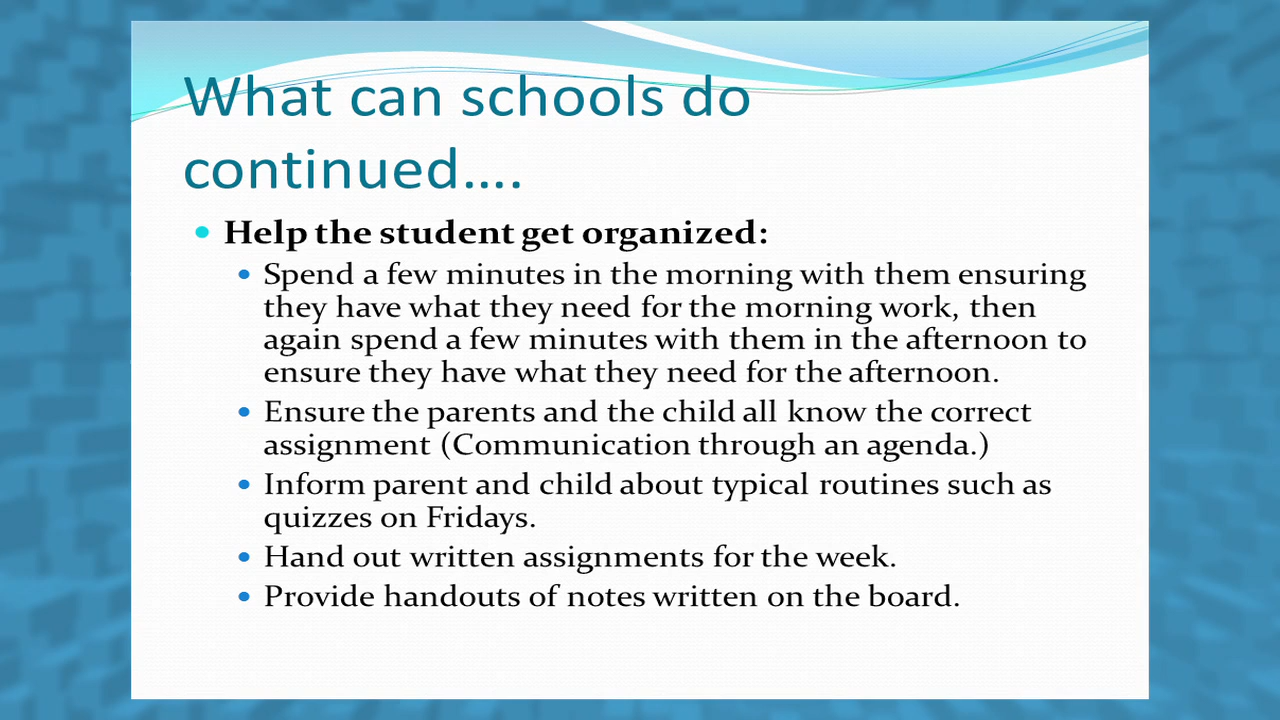 What can schools do
continued….
• Help the student get organized:
• Spend a few minutes in the morning with them ensuring
they have what they need for the morning work, then
again spend a few minutes with them in the afternoon to
ensure they have what they need for the afternoon.
• Ensure the parents and the child all know the correct
assignment (Communication through an agenda.)
• Inform parent and child about typical routines such as
quizzes on Fridays.
• Hand out written assignments for the week.
• Provide handouts of notes written on the board.